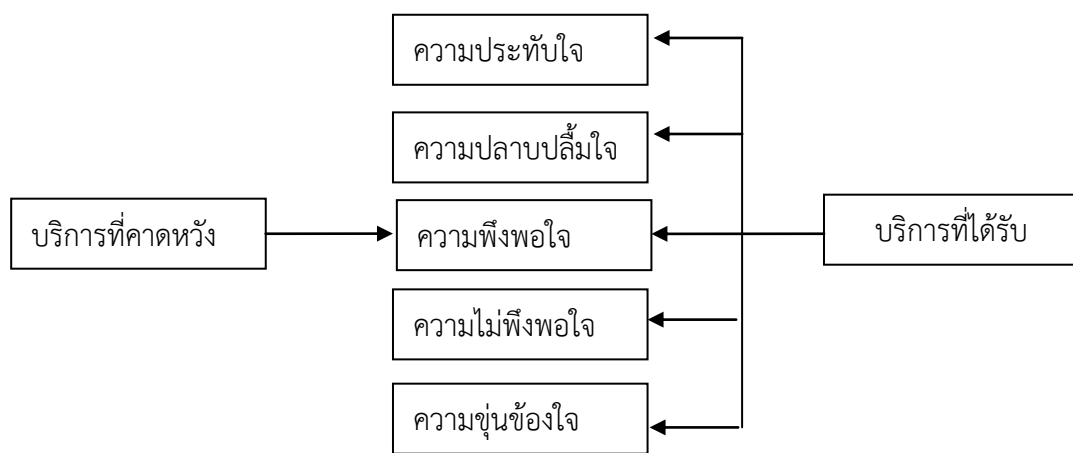 ความประทับใจ
ความปลาบปลื้มใจ
บริการที่คาดหวัง
ความพึงพอใจ
บริการที่ได้รับ
ความไม่พึงพอใจ
ความขุ่นข้องใจ